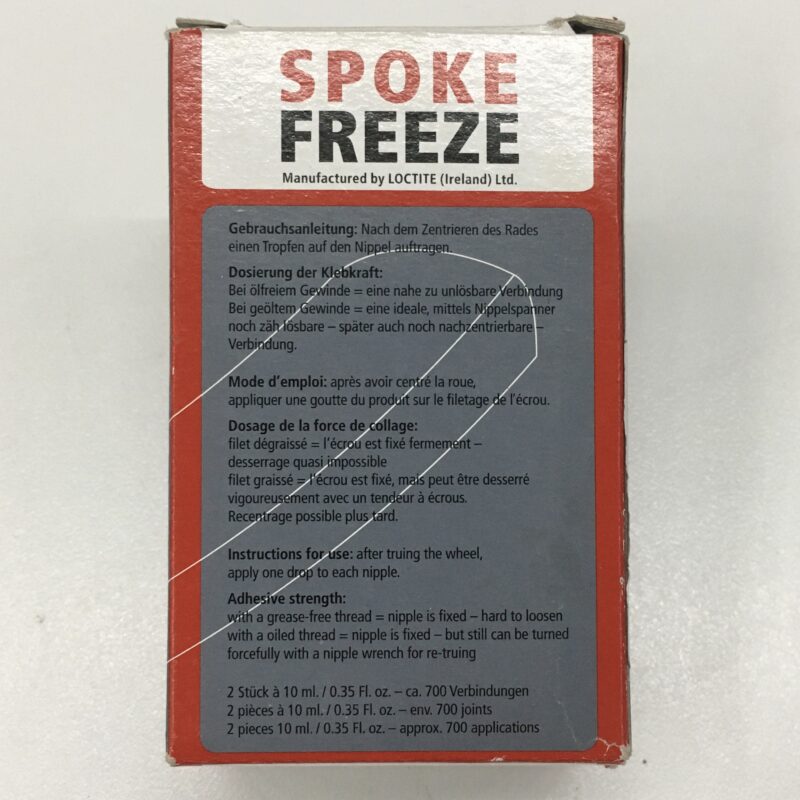 SPOKE
FREEZE
Manufactured by LOCTITE (Ireland) Ltd.
Gebrauchsanleitung: Nach dem Zentrieren des Rades
einen Tropfen auf den Nippel auftragen.
Dosierung der Klebkraft:
Bei ölfreiem Gewinde = eine nahe zu unlösbare Verbindung
Bei geöltem Gewinde = eine ideale, mittels Nippelspanner
noch zäh lösbare – später auch noch nachzentrierbare –
Verbindung.
Mode d'emploi: après avoir centré la roue,
appliquer une goutte du produit sur le filetage de l'écrou.
Dosage de la force de collage:
filet dégraissé = l'écrou est fixé fermement –
desserrage quasi impossible
filet graissé = l'écrou est fixé, mais peut être desserré
vigoureusement avec un tendeur à écrous.
Recentrage possible plus tard.
Instructions for use: after truing the wheel,
apply one drop to each nipple.
Adhesive strength:
with a grease-free thread = nipple is fixed – hard to loosen
with a oiled thread = nipple is fixed – but still can be turned
forcefully with a nipple wrench for re-truing
2 Stück à 10 ml. / 0.35 Fl. oz. – ca. 700 Verbindungen
2 pièces à 10 ml. / 0.35 Fl. oz. – env. 700 joints
2 pieces 10 ml. / 0.35 Fl. oz. – approx. 700 applications